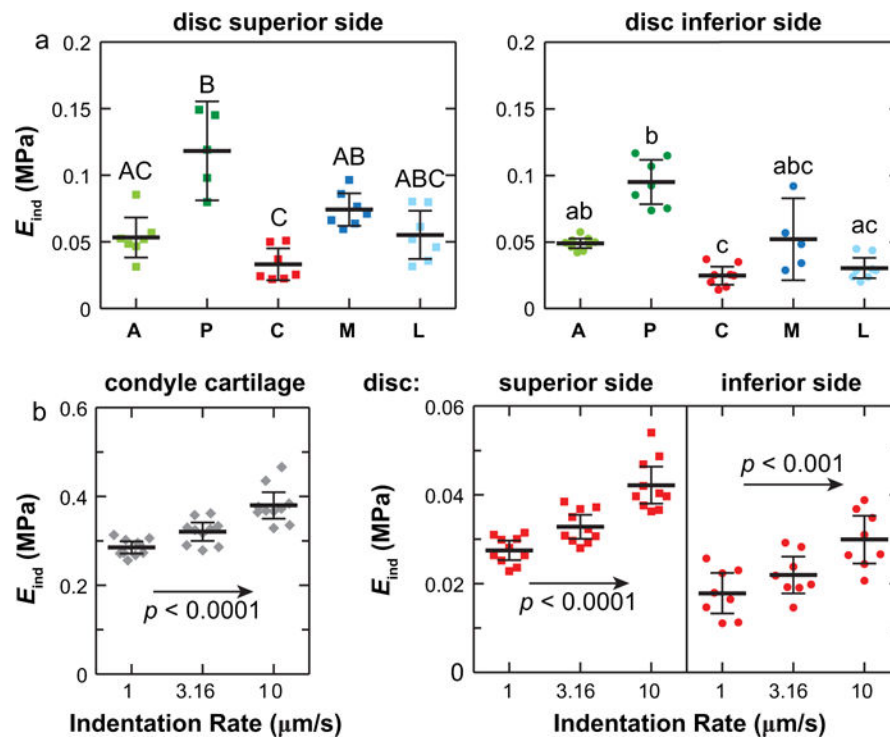 a
disc superior side
disc inferior side
E_ind (MPa)
0.2
0.15
0.1
0.05
0
AC
B
C
AB
ABC
A P C M L
0.2
0.15
0.1
0.05
0
ab
b
c
abc
ac
A P C M L
b
condyle cartilage
disc:
superior side
inferior side
E_ind (MPa)
0.6
0.4
0.2
0
p < 0.0001
1 3.16 10
Indentation Rate (μm/s)
E_ind (MPa)
0.06
0.04
0.02
0
p < 0.0001
p < 0.001
1 3.16 10 1 3.16 10
Indentation Rate (μm/s)